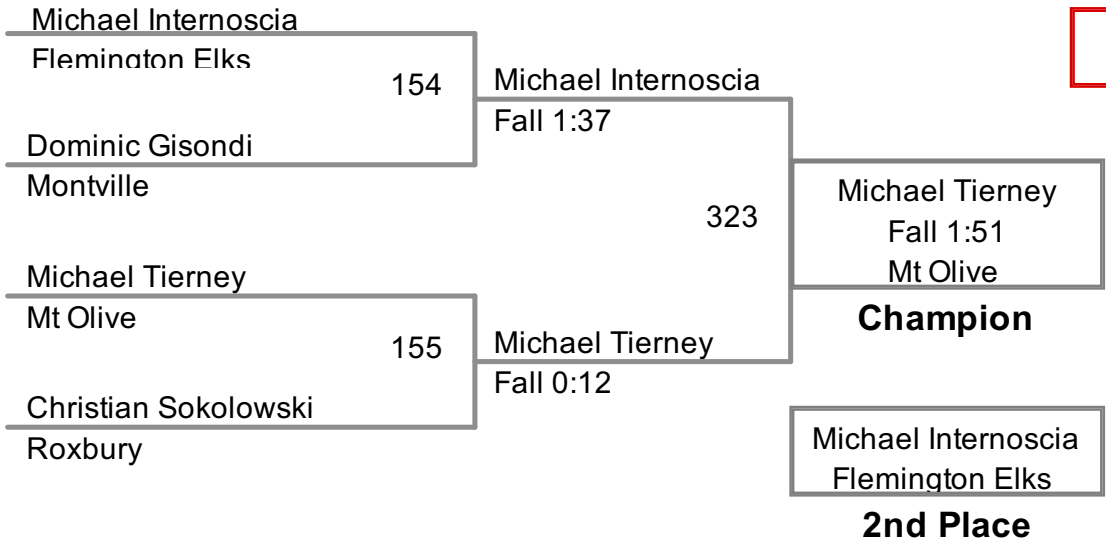 Michael Internoscia
Flemington Elks
154
Michael Internoscia
Fall 1:37
Dominic Gisondi
Montville
323
Michael Tierney
Fall 1:51
Mt Olive
Champion
Michael Tierney
Mt Olive
155
Michael Tierney
Fall 0:12
Christian Sokolowski
Roxbury
Michael Internoscia
Flemington Elks
2nd Place